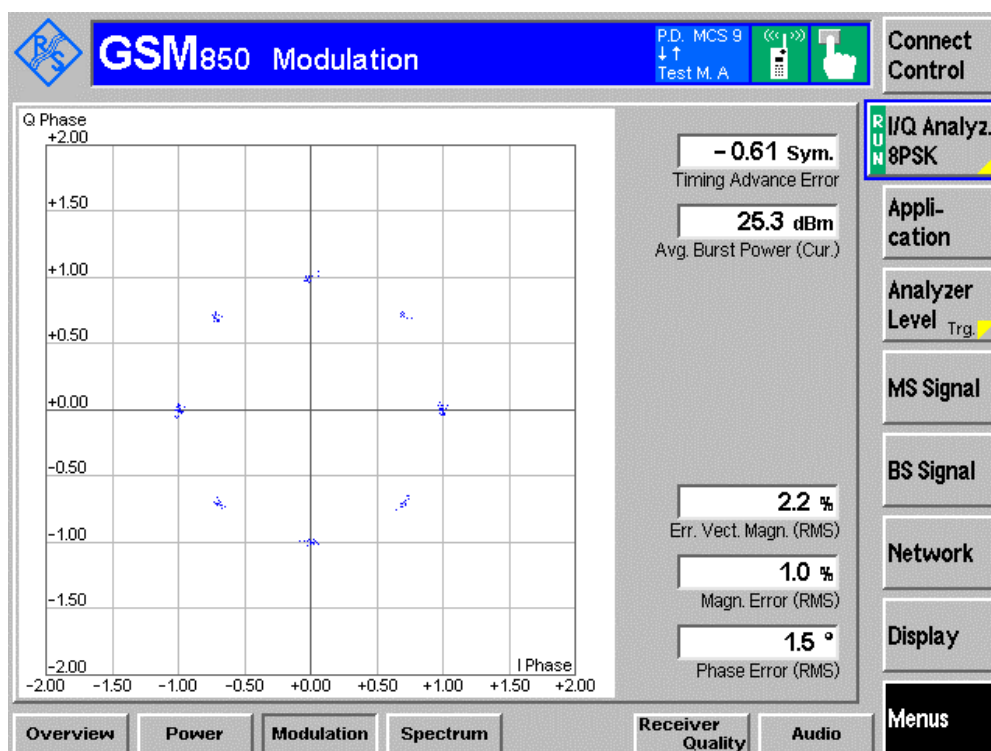 R S
GSM850 Modulation
P.D. MCS 9
Test M. A
Connect
Control
Q Phase
+2.00
+1.50
+1.00
+0.50
+0.00
−0.50
−1.00
−1.50
−2.00
I Phase
−2.00 −1.50 −1.00 −0.50 +0.00 +0.50 +1.00 +1.50 +2.00
− 0.61 Sym.
Timing Advance Error
25.3 dBm
Avg. Burst Power (Cur.)
2.2 %
Err. Vect. Magn. (RMS)
1.0 %
Magn. Error (RMS)
1.5 °
Phase Error (RMS)
RUN
I/Q Analyz.
8PSK
Appli-
cation
Analyzer
Level Trg.
MS Signal
BS Signal
Network
Display
Menus
Overview Power Modulation Spectrum
Receiver
Quality
Audio